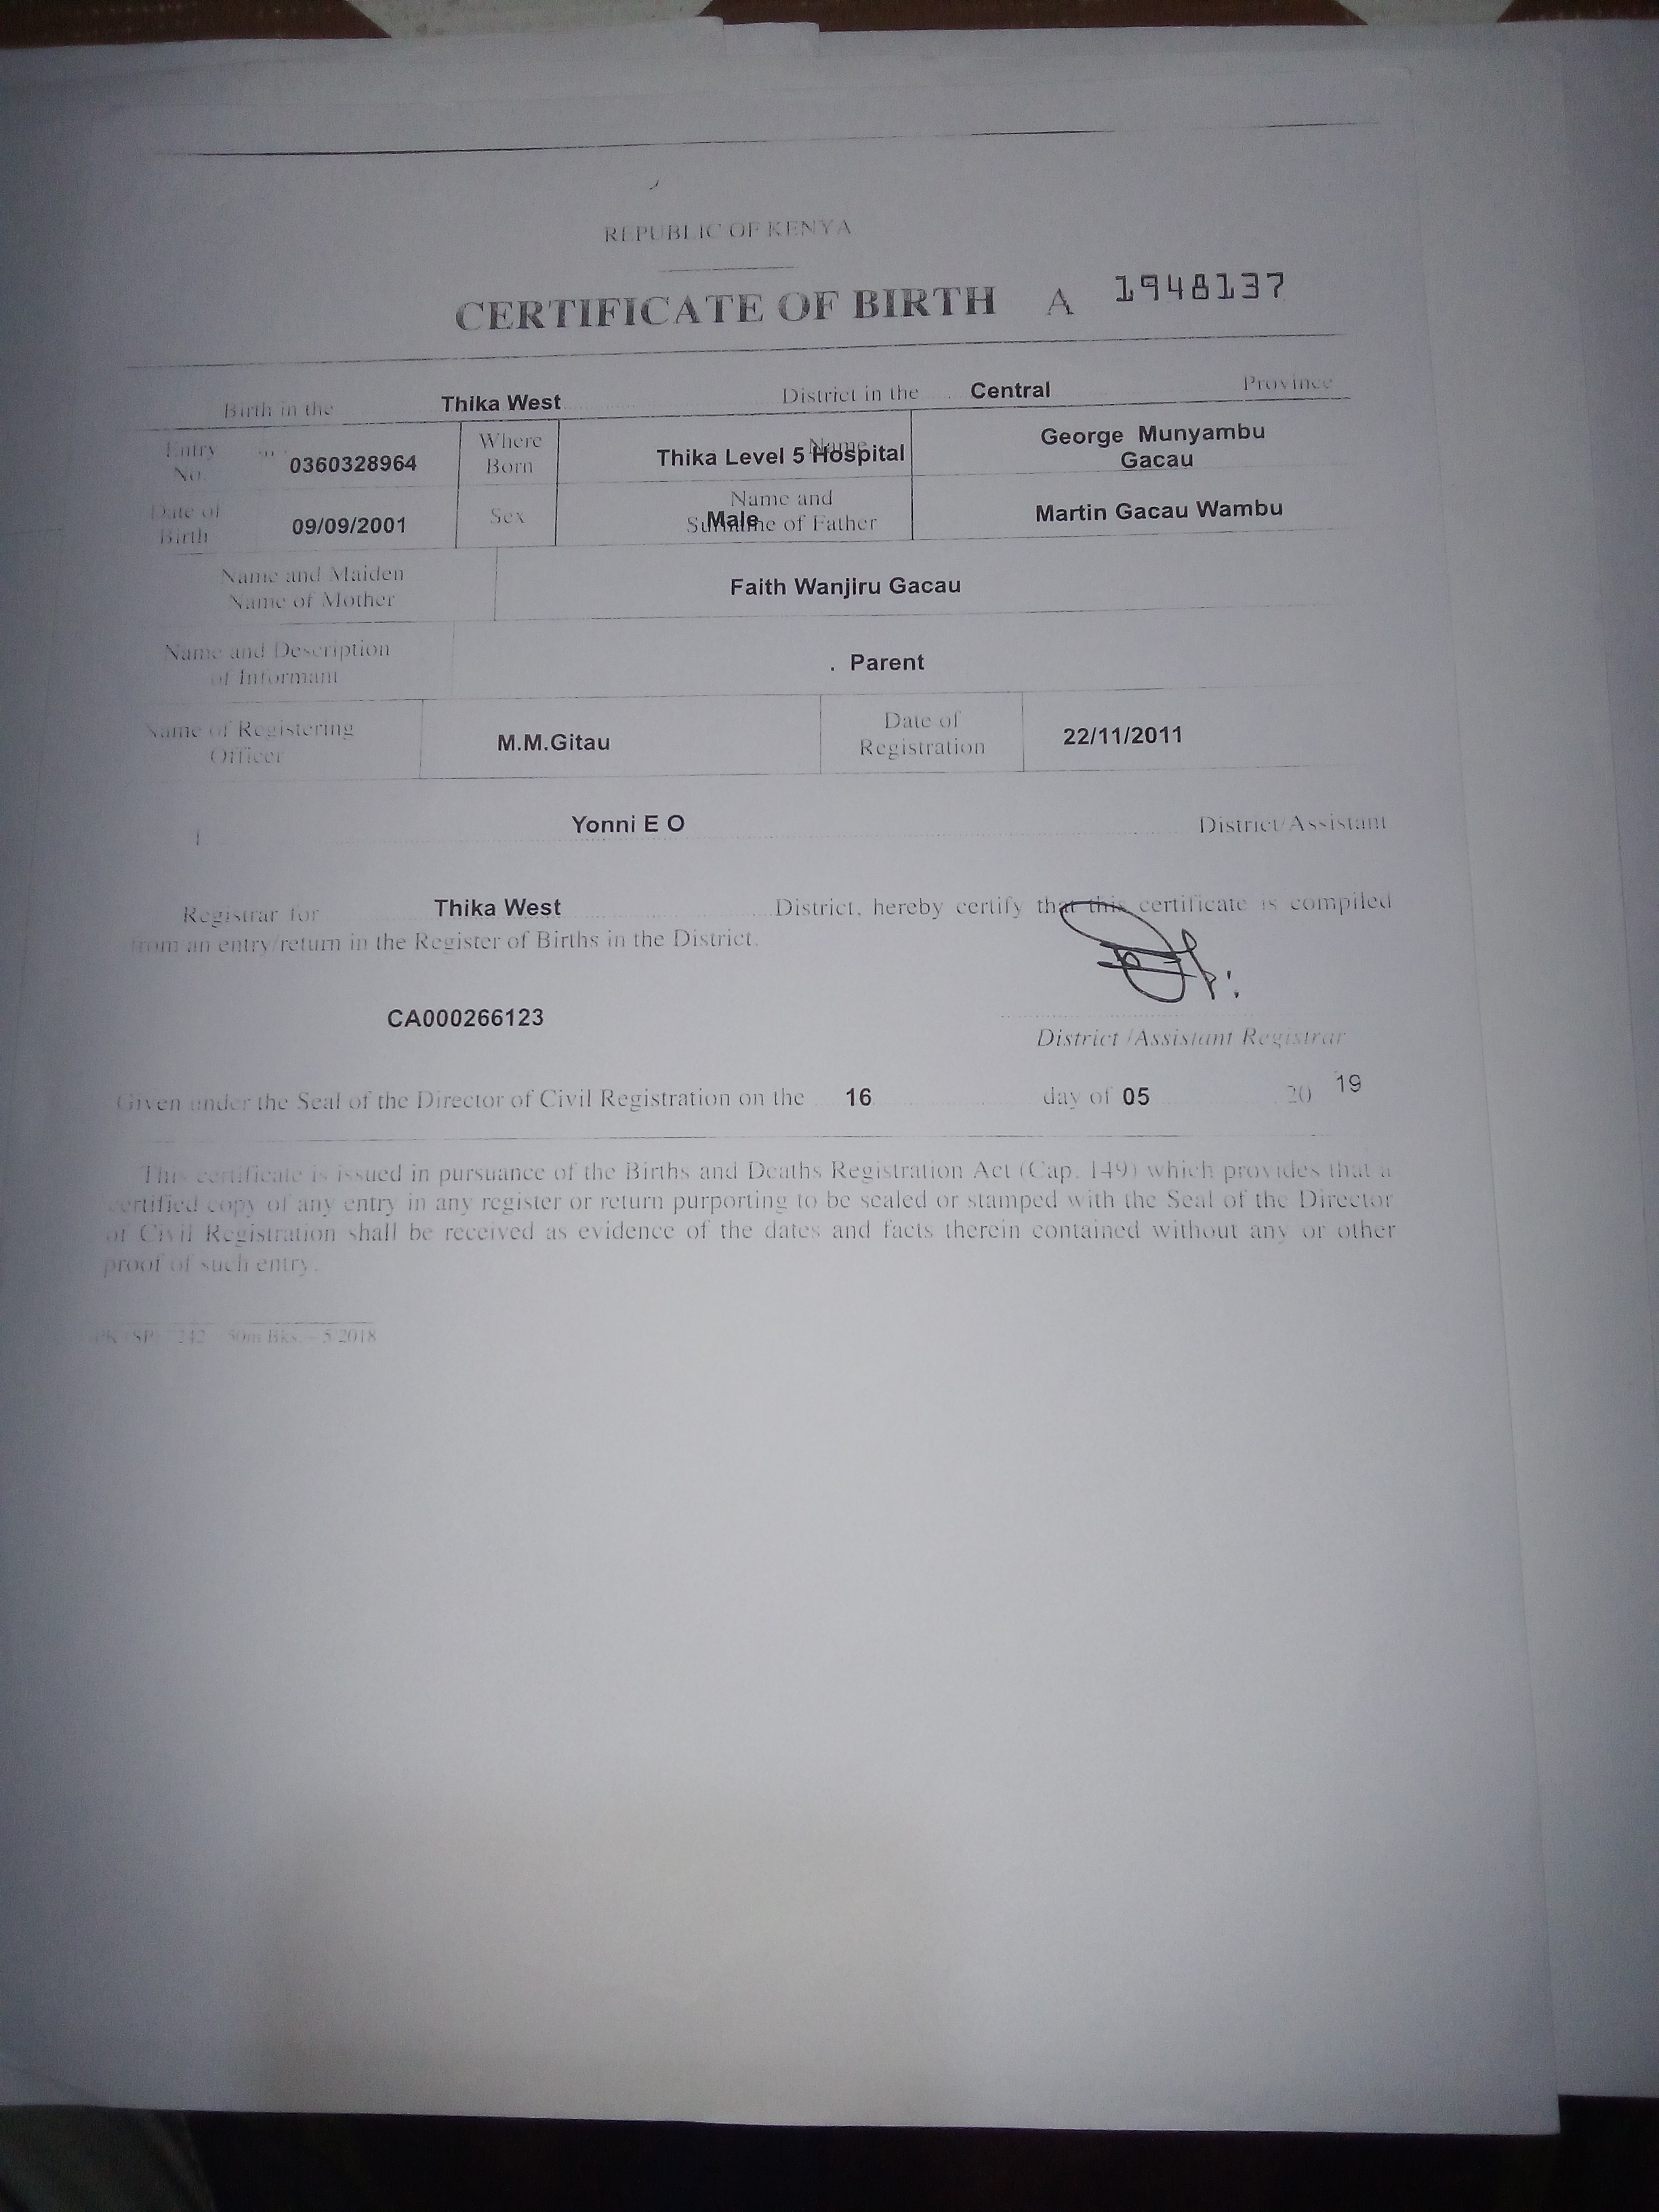 REPUBLIC OF KENYA
CERTIFICATE OF BIRTH A 1948137
Birth in the Thika West District in the Central Province
Entry No. 0360328964 Where Born Thika Level 5 Hospital Name George Munyambu Gacau
Date of Birth 09/09/2001 Sex Male Name and Surname of Father Martin Gacau Wambu
Name and Maiden Name of Mother Faith Wanjiru Gacau
Name and Description of Informant . Parent
Name of Registering Officer M.M.Gitau Date of Registration 22/11/2011
I Yonni E O District/Assistant
Registrar for Thika West District, hereby certify that this certificate is compiled
from an entry/return in the Register of Births in the District.
CA000266123
District /Assistant Registrar
Given under the Seal of the Director of Civil Registration on the 16 day of 05 20 19
This certificate is issued in pursuance of the Births and Deaths Registration Act (Cap. 149) which provides that a
certified copy of any entry in any register or return purporting to be sealed or stamped with the Seal of the Director
of Civil Registration shall be received as evidence of the dates and facts therein contained without any or other
proof of such entry.
242 50m Bks.—5/2018